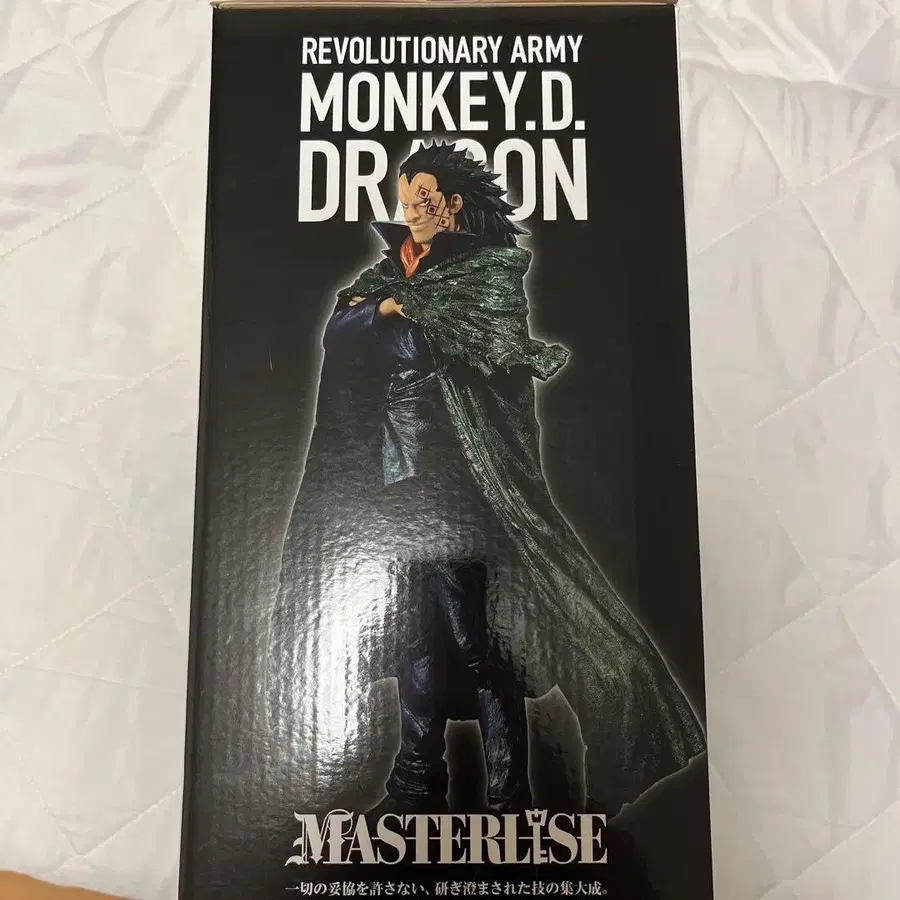 REVOLUTIONARY ARMY
MONKEY.D.
DRAGON
MASTERLISE
一切の妥協を許さない、研ぎ澄まされた技の集大成。